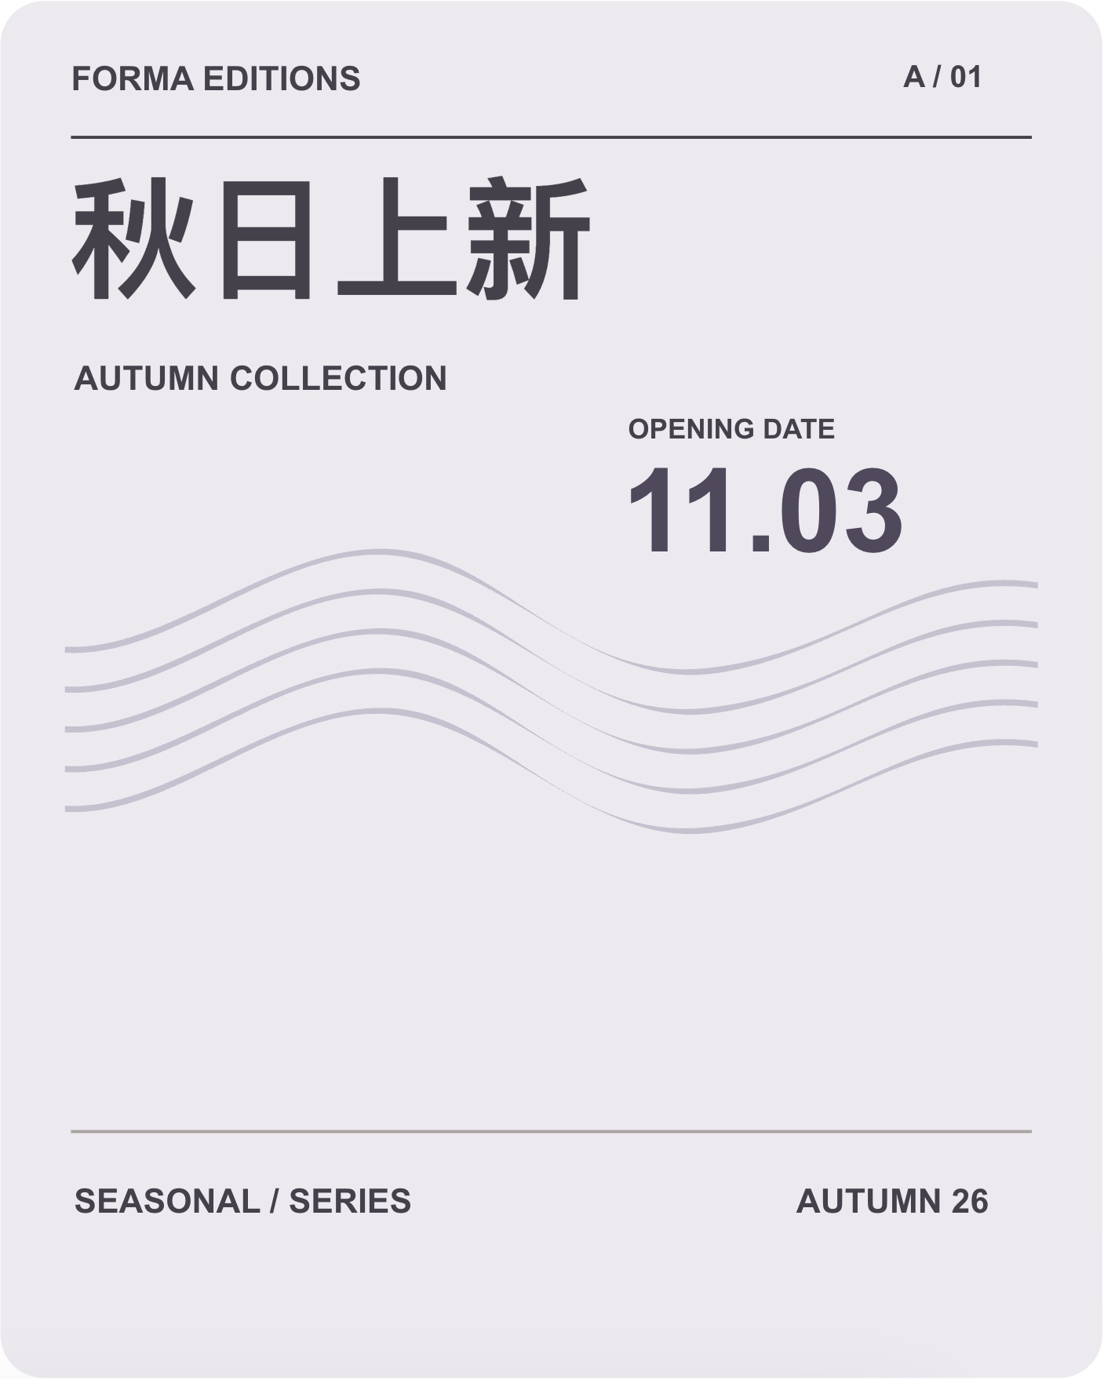 FORMA EDITIONS
A / 01
秋日上新
AUTUMN COLLECTION
OPENING DATE
11.03
SEASONAL / SERIES
AUTUMN 26